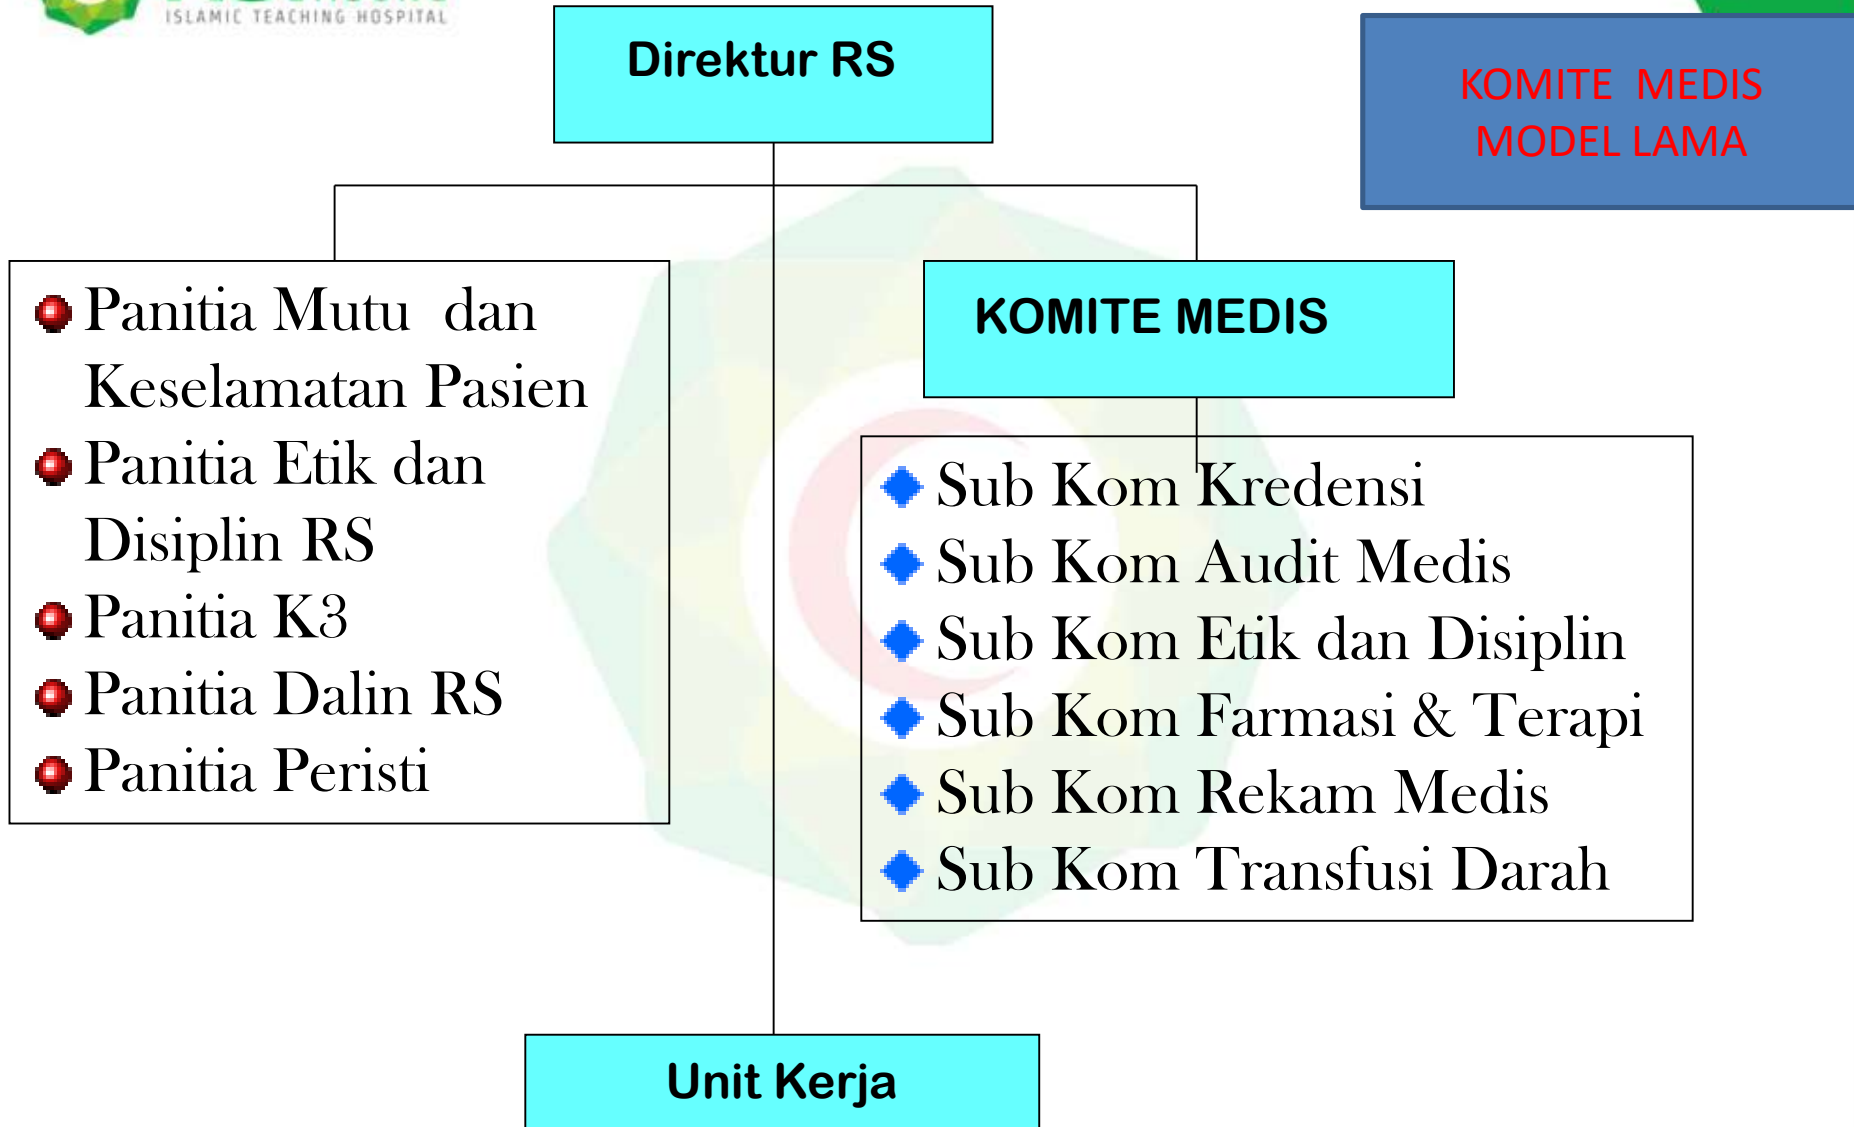 ISLAMIC TEACHING HOSPITAL
Direktur RS
KOMITE MEDIS
MODEL LAMA
Panitia Mutu dan
Keselamatan Pasien
Panitia Etik dan
Disiplin RS
Panitia K3
Panitia Dalin RS
Panitia Peristi
KOMITE MEDIS
Sub Kom Kredensi
Sub Kom Audit Medis
Sub Kom Etik dan Disiplin
Sub Kom Farmasi & Terapi
Sub Kom Rekam Medis
Sub Kom Transfusi Darah
Unit Kerja